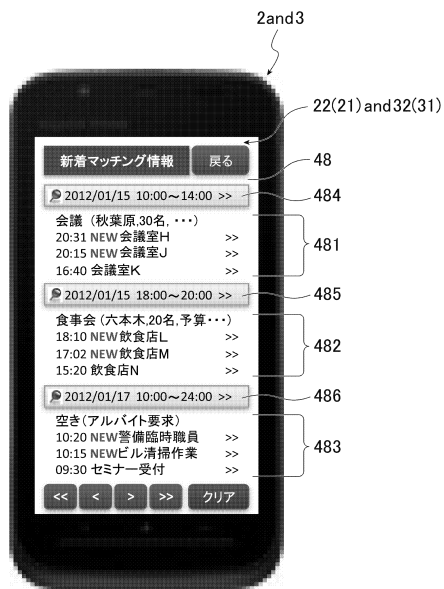 2and3
22(21)and32(31)
新着マッチング情報 戻る
48
2012/01/15 10:00～14:00 >>
484
会議 (秋葉原,30名, ･･･)
20:31 NEW 会議室H >>
20:15 NEW 会議室J >>
16:40 会議室K >>
481
2012/01/15 18:00～20:00 >>
485
食事会 (六本木,20名,予算･･･)
18:10 NEW 飲食店L >>
17:02 NEW 飲食店M >>
15:20 飲食店N >>
482
2012/01/17 10:00～24:00 >>
486
空き(アルバイト要求)
10:20 NEW警備臨時職員 >>
10:15 NEWビル清掃作業 >>
09:30 セミナー受付 >>
483
<< < > >> クリア